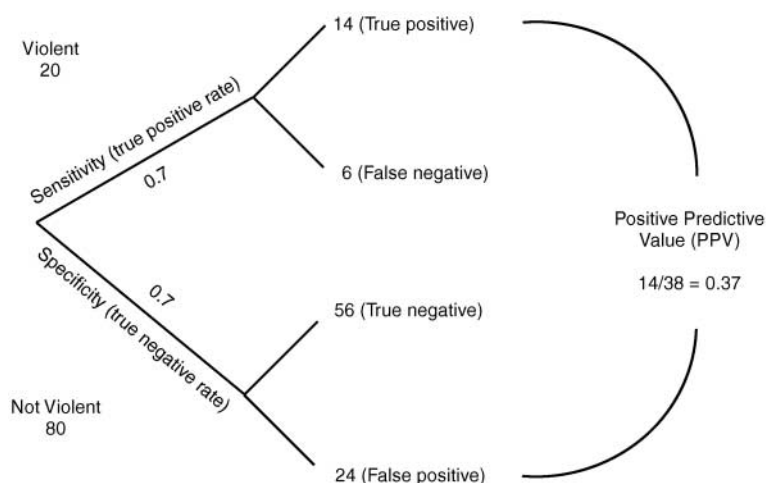 Violent
20
Sensitivity (true positive rate)
0.7
14 (True positive)
6 (False negative)
Specificity (true negative rate)
0.7
Not Violent
80
56 (True negative)
24 (False positive)
Positive Predictive
Value (PPV)
14/38 = 0.37